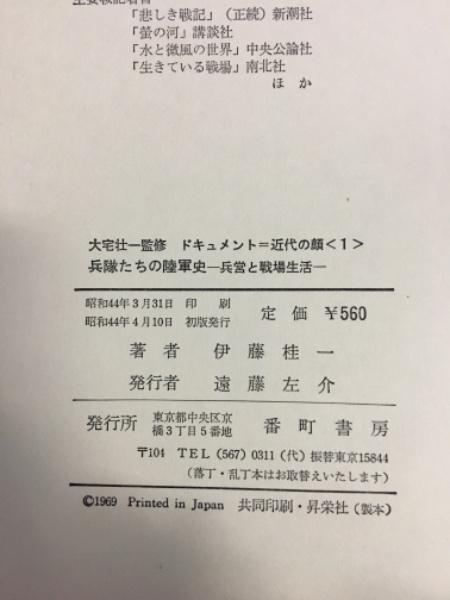 「悲しき戦記」（正続）新潮社
「螢の河」講談社
「水と微風の世界」中央公論社
「生きている戦場」南北社
ほか
大宅壮一監修　ドキュメント＝近代の顔＜1＞
兵隊たちの陸軍史―兵営と戦場生活―
昭和44年3月31日　印　刷
昭和44年4月10日　初版発行
定　価　￥560
著　者　伊　藤　桂　一
発行者　遠　藤　左　介
発行所　東京都中央区京
橋3丁目5番地
番　町　書　房
〒104　TEL（567）0311（代）振替東京15844
（落丁・乱丁本はお取替えいたします）
©1969　Printed in Japan　共同印刷・昇栄社（製本）